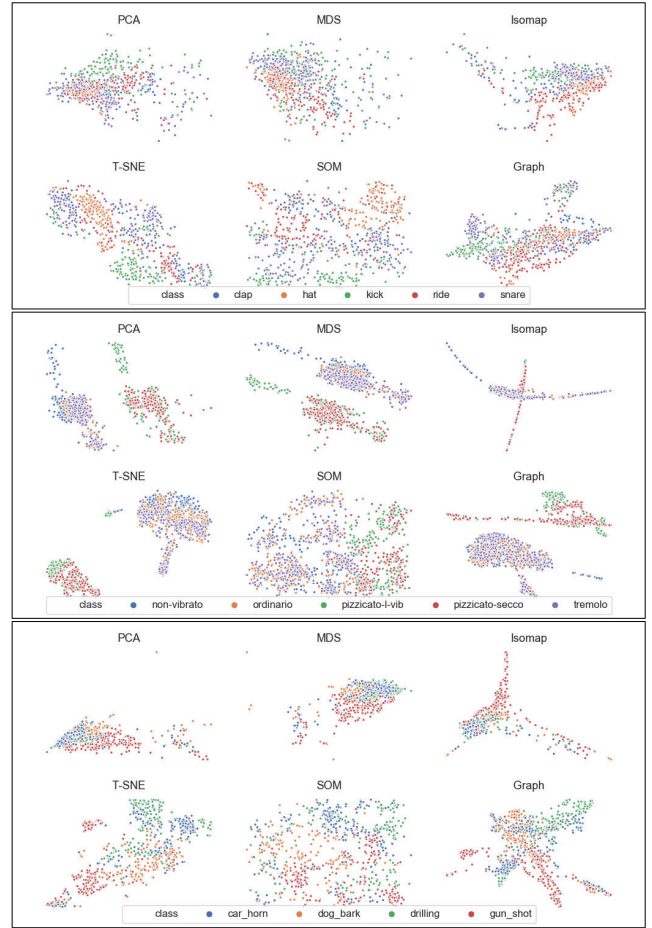 PCA MDS Isomap
T-SNE SOM Graph
class clap hat kick ride snare
PCA MDS Isomap
T-SNE SOM Graph
class non-vibrato ordinario pizzicato-l-vib pizzicato-secco tremolo
PCA MDS Isomap
T-SNE SOM Graph
class car_horn dog_bark drilling gun_shot